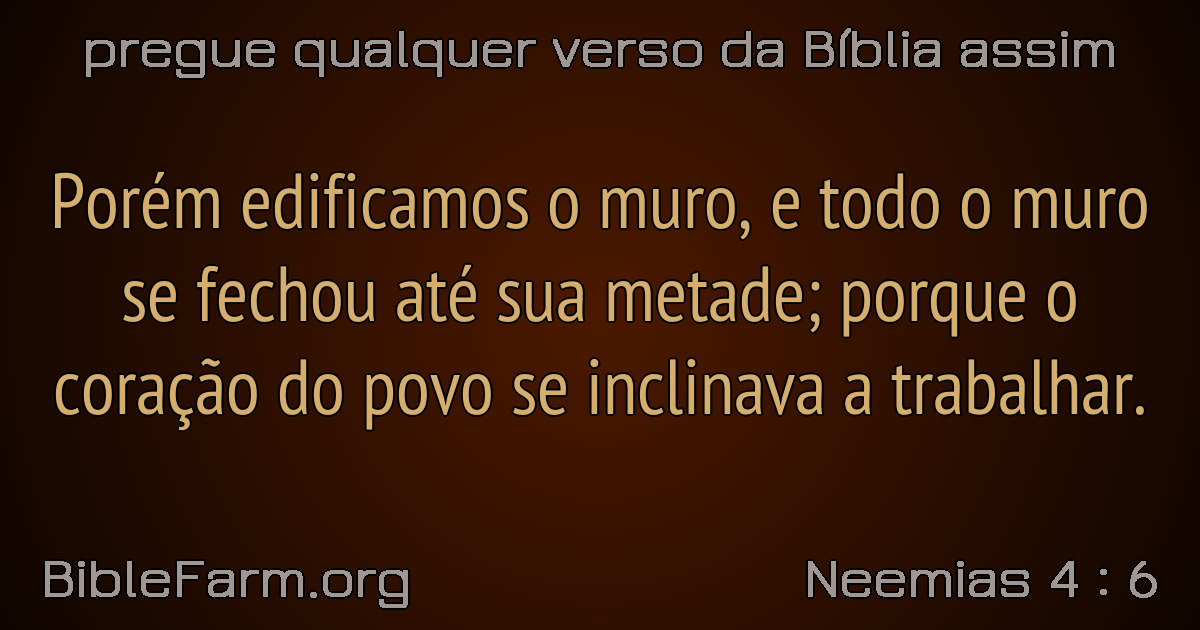 pregue qualquer verso da Bíblia assim
Porém edificamos o muro, e todo o muro
se fechou até sua metade; porque o
coração do povo se inclinava a trabalhar.
BibleFarm.org
Neemias 4 : 6